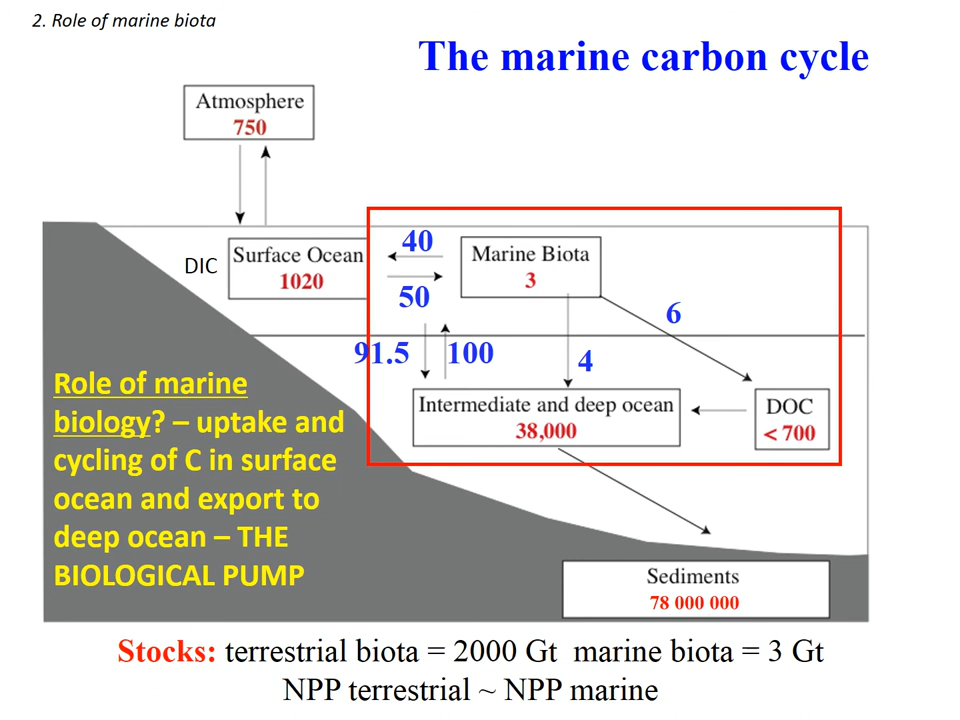 2. Role of marine biota
The marine carbon cycle
Atmosphere
750
DIC
Surface Ocean
1020
40
50
Marine Biota
3
6
91.5
100
4
Intermediate and deep ocean
38,000
DOC
< 700
Role of marine
biology? – uptake and
cycling of C in surface
ocean and export to
deep ocean – THE
BIOLOGICAL PUMP
Sediments
78 000 000
Stocks: terrestrial biota = 2000 Gt marine biota = 3 Gt
NPP terrestrial ~ NPP marine